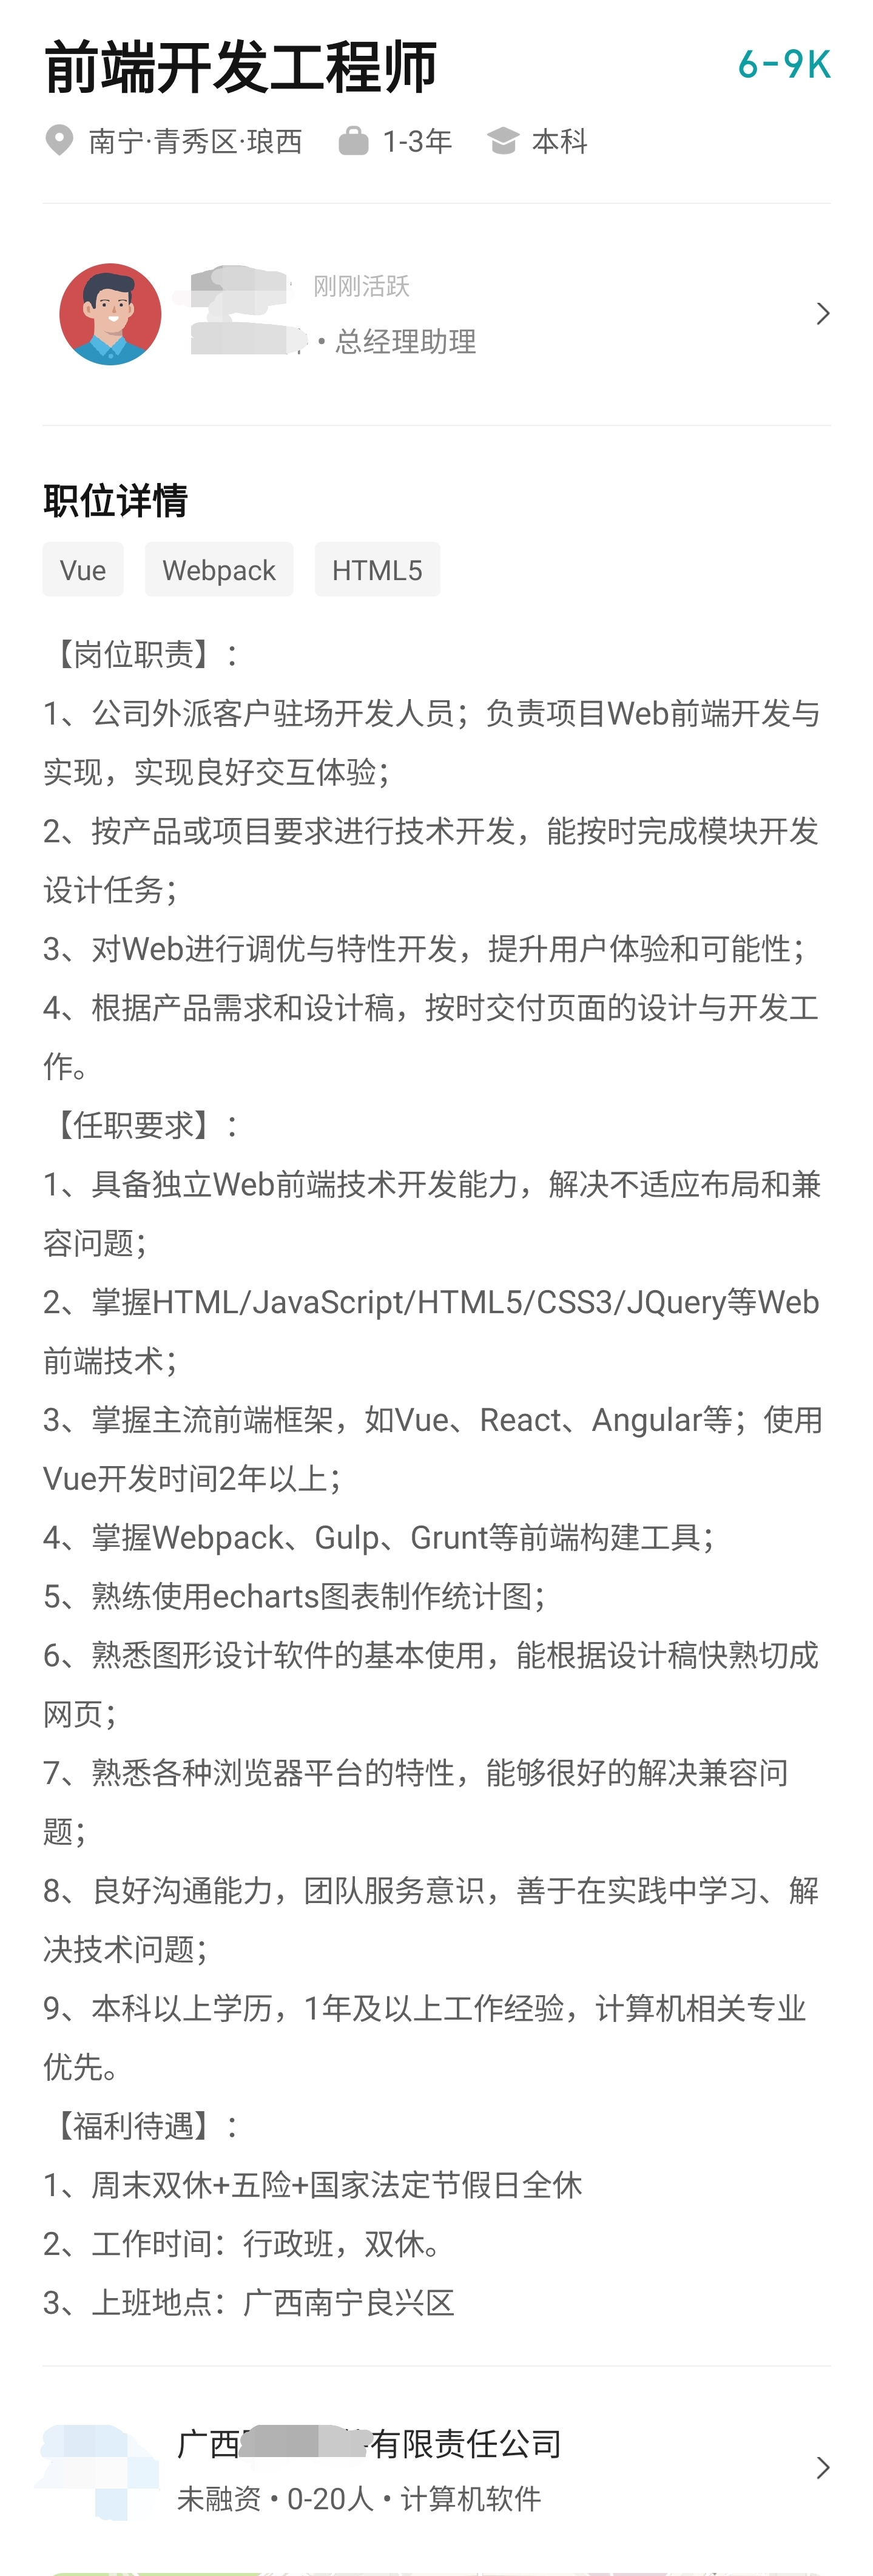 前端开发工程师
6-9K
南宁·青秀区·琅西 1-3年 本科
刚刚活跃
• 总经理助理
职位详情
Vue Webpack HTML5
【岗位职责】：
1、公司外派客户驻场开发人员；负责项目Web前端开发与
实现，实现良好交互体验；
2、按产品或项目要求进行技术开发，能按时完成模块开发
设计任务；
3、对Web进行调优与特性开发，提升用户体验和可能性；
4、根据产品需求和设计稿，按时交付页面的设计与开发工
作。
【任职要求】：
1、具备独立Web前端技术开发能力，解决不适应布局和兼
容问题；
2、掌握HTML/JavaScript/HTML5/CSS3/JQuery等Web
前端技术；
3、掌握主流前端框架，如Vue、React、Angular等；使用
Vue开发时间2年以上；
4、掌握Webpack、Gulp、Grunt等前端构建工具；
5、熟练使用echarts图表制作统计图；
6、熟悉图形设计软件的基本使用，能根据设计稿快熟切成
网页；
7、熟悉各种浏览器平台的特性，能够很好的解决兼容问
题；
8、良好沟通能力，团队服务意识，善于在实践中学习、解
决技术问题；
9、本科以上学历，1年及以上工作经验，计算机相关专业
优先。
【福利待遇】：
1、周末双休+五险+国家法定节假日全休
2、工作时间：行政班，双休。
3、上班地点：广西南宁良兴区
广西
有限责任公司
未融资 • 0-20人 • 计算机软件